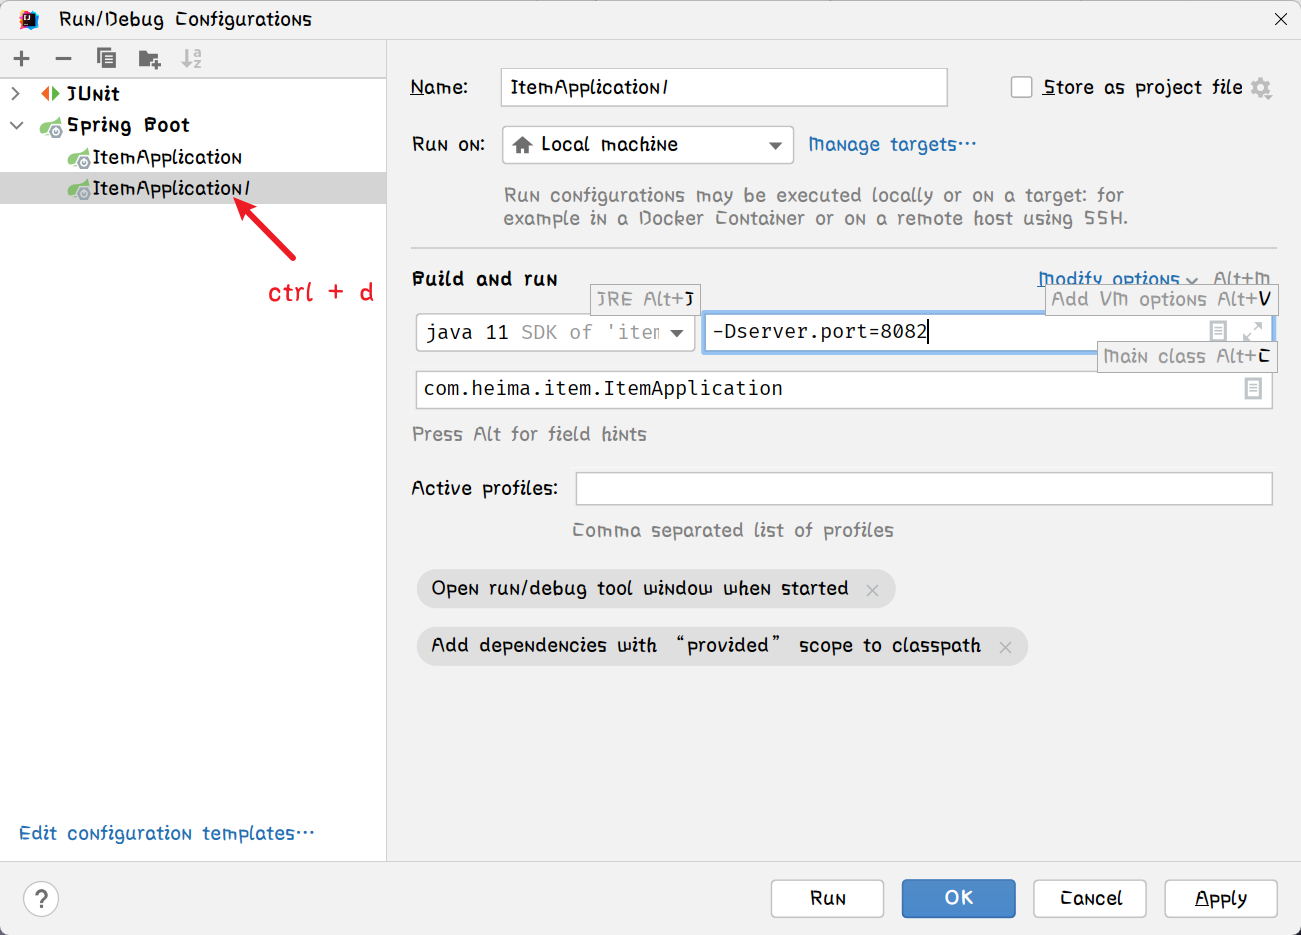 Run/Debug Configurations
JUnit
Spring Boot
ItemApplication
ItemApplication1
ctrl + d
Edit configuration templates...
Name:
ItemApplication1
Store as project file
Run on:
Local machine
Manage targets...
Run configurations may be executed locally or on a target: for
example in a Docker Container or on a remote host using SSH.
Build and run
Modify options
Alt+M
JRE Alt+J
Add VM options Alt+V
java 11 SDK of 'item
-Dserver.port=8082
Main class Alt+C
com.heima.item.ItemApplication
Press Alt for field hints
Active profiles:
Comma separated list of profiles
Open run/debug tool window when started
Add dependencies with “provided” scope to classpath
?
Run
OK
Cancel
Apply